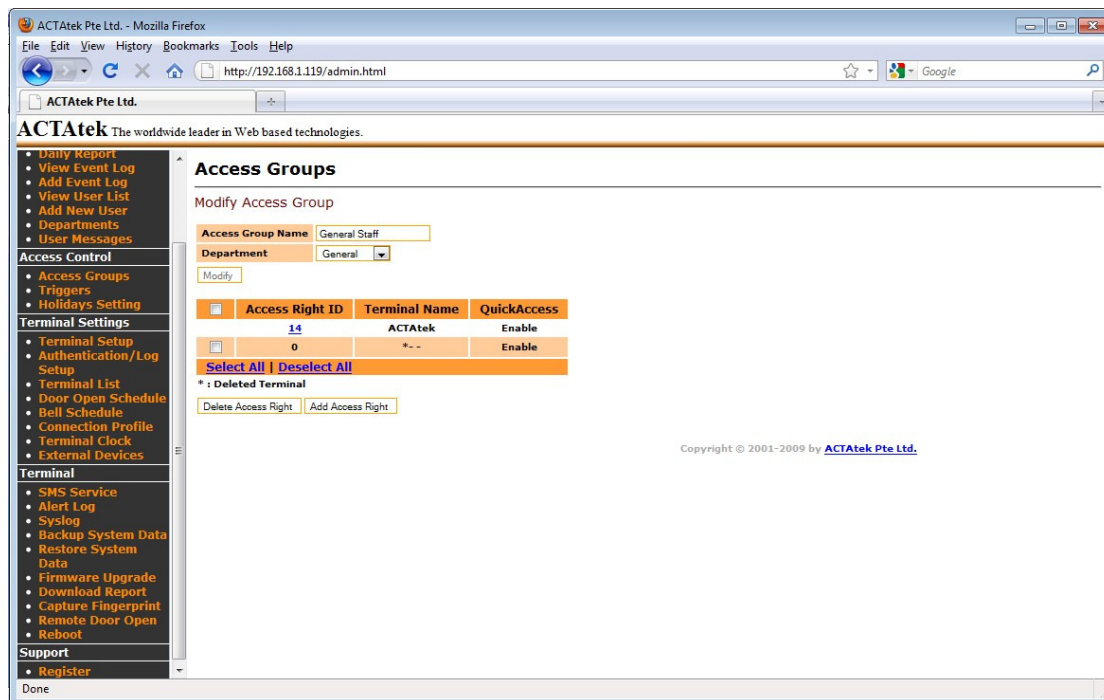 ACTAtek Pte Ltd. - Mozilla Firefox
File Edit View History Bookmarks Tools Help
http://192.168.1.119/admin.html
Google
ACTAtek Pte Ltd.
ACTAtek The worldwide leader in Web based technologies.
• Daily Report
• View Event Log
• Add Event Log
• View User List
• Add New User
• Departments
• User Messages
Access Control
• Access Groups
• Triggers
• Holidays Setting
Terminal Settings
• Terminal Setup
• Authentication/Log
Setup
• Terminal List
• Door Open Schedule
• Bell Schedule
• Connection Profile
• Terminal Clock
• External Devices
Terminal
• SMS Service
• Alert Log
• Syslog
• Backup System Data
• Restore System
Data
• Firmware Upgrade
• Download Report
• Capture Fingerprint
• Remote Door Open
• Reboot
Support
• Register
Access Groups
Modify Access Group
Access Group Name General Staff
Department General
Modify
Access Right ID Terminal Name QuickAccess
14 ACTAtek Enable
0 *- - Enable
Select All | Deselect All
* : Deleted Terminal
Delete Access Right Add Access Right
Copyright © 2001-2009 by ACTAtek Pte Ltd.
Done